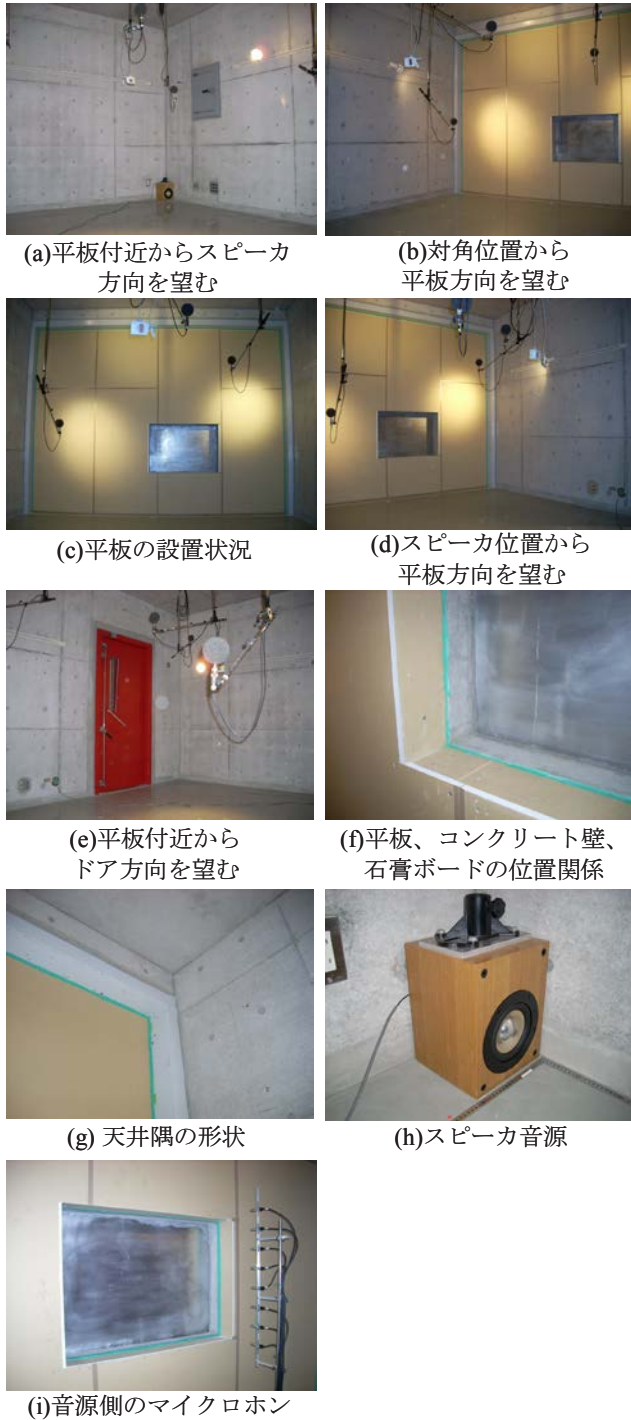 (a)平板付近からスピーカ
方向を望む
(b)対角位置から
平板方向を望む
(c)平板の設置状況
(d)スピーカ位置から
平板方向を望む
(e)平板付近から
ドア方向を望む
(f)平板、コンクリート壁、
石膏ボードの位置関係
(g) 天井隅の形状
(h)スピーカ音源
(i)音源側のマイクロホン